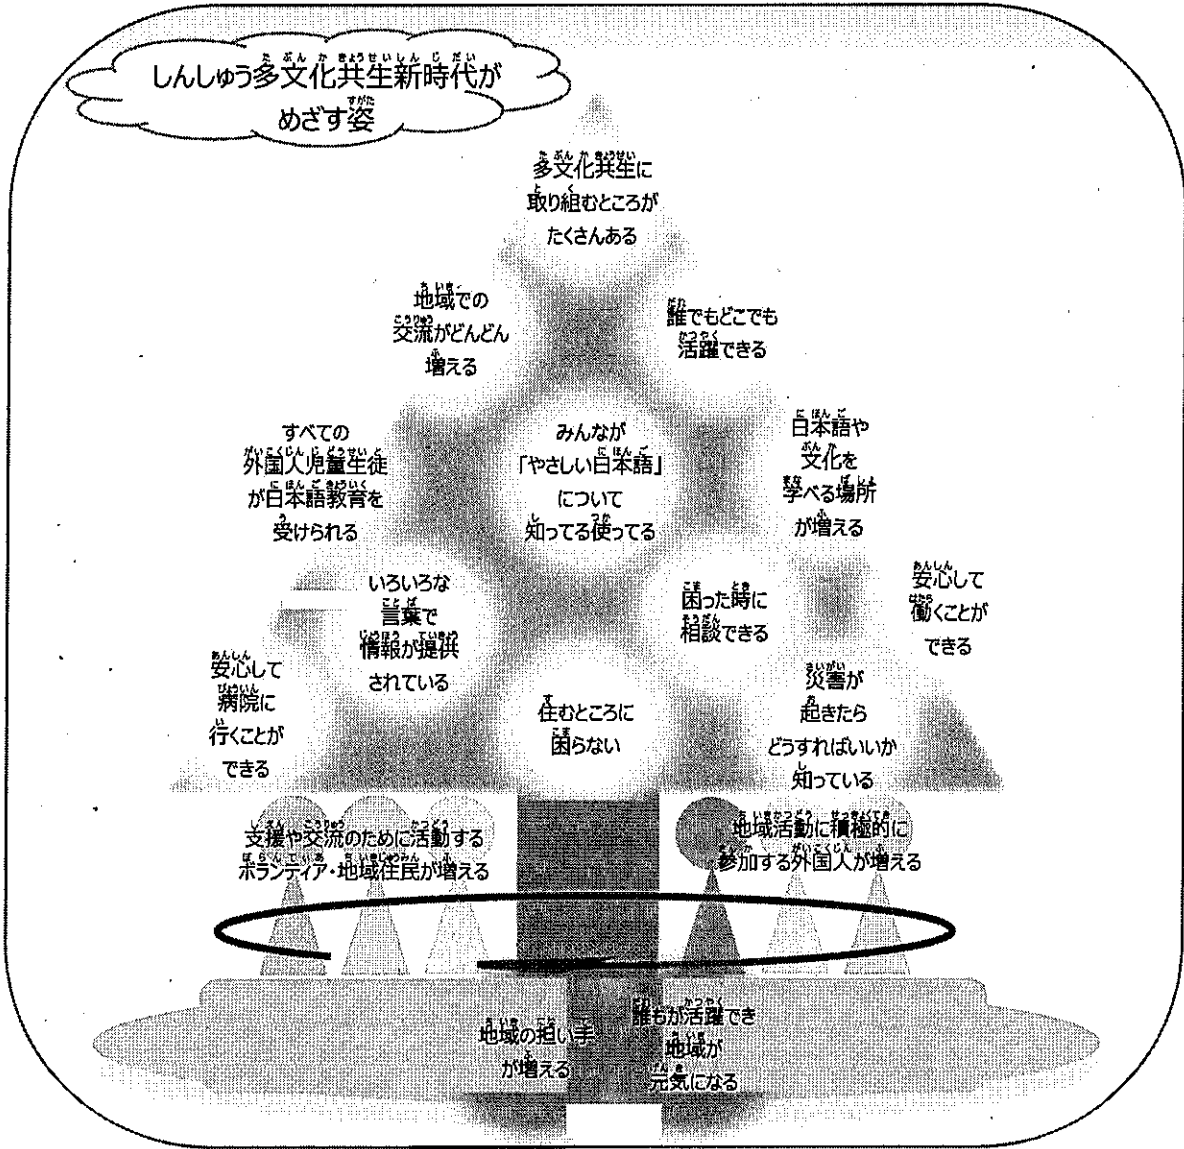 しんしゅう多文化共生新時代が
めざす姿
多文化共生に
取り組むところが
たくさんある
地域での
交流がどんどん
増える
誰でもどこでも
活躍できる
すべての
外国人児童生徒
が日本語教育を
受けられる
みんなが
「やさしい日本語」
について
知ってる使ってる
日本語や
文化を
学べる場所
が増える
いろいろな
言葉で
情報が提供
されている
困った時に
相談できる
安心して
働くことが
できる
安心して
病院に
行くことが
できる
住むところに
困らない
災害が
起きたら
どうすればいいか
知っている
支援や交流のために活動する
ボランティア・地域住民が増える
地域活動に積極的に
参加する外国人が増える
地域の担い手
が増える
誰もが活躍でき
地域が
元気になる